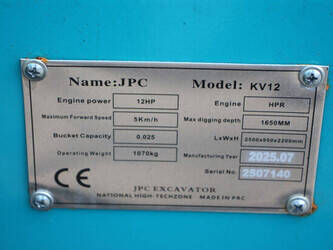 Name:JPC Model: KV12
Engine power 12HP Engine HPR
Maximum Forward Speed 5Km/h Max digging depth 1650MM
Bucket Capacity 0.025 LxWxH 2500x950x2200mm
Operating Weight 1070kg Manufacturing Year 2025.07
Serial No. 2507140
CE
JPC EXCAVATOR
NATIONAL HIGH-TECHZONE MADE IN PRC